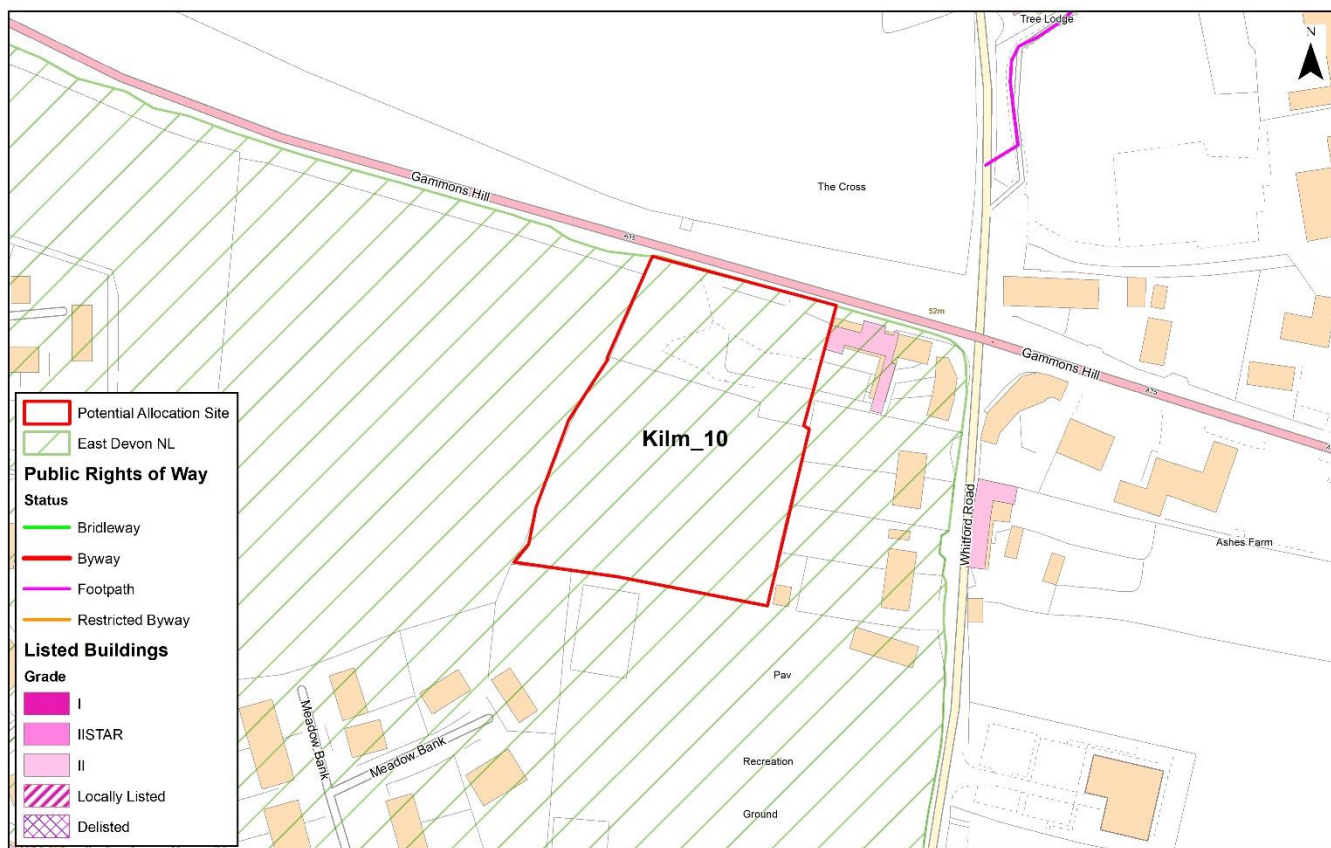 Tree Lodge
N
Gammons Hill
The Cross
A35
52m
Gammons Hill
A35
Kilm_10
Whitford Road
Ashes Farm
Potential Allocation Site
East Devon NL
Public Rights of Way
Status
Bridleway
Byway
Footpath
Restricted Byway
Listed Buildings
Grade
I
IISTAR
II
Locally Listed
Delisted
Pav
Meadow Bank
Meadow Bank
Recreation
Ground